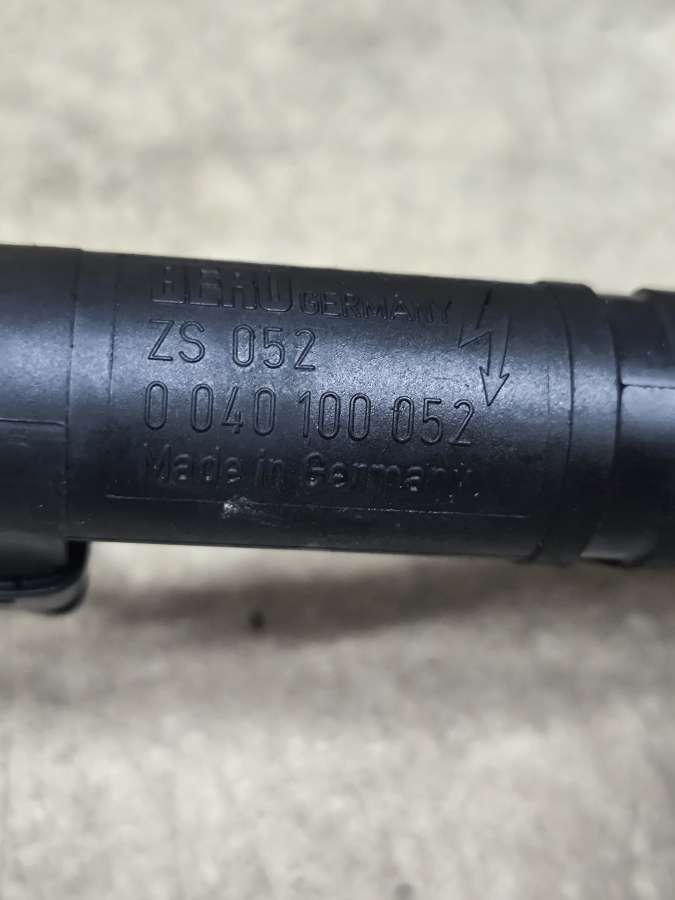 BERU GERMANY
ZS 052
0 040 100 052
Made in Germany